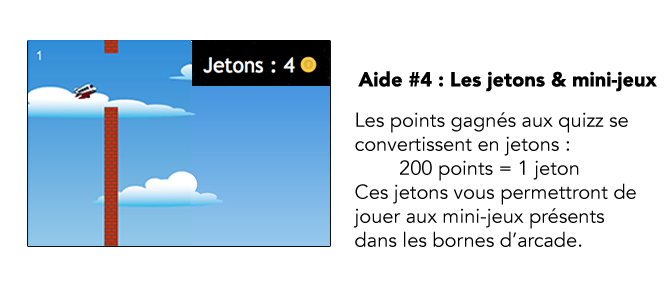 1
Jetons : 4
Aide #4 : Les jetons & mini-jeux
Les points gagnés aux quizz se
convertissent en jetons :
200 points = 1 jeton
Ces jetons vous permettront de
jouer aux mini-jeux présents
dans les bornes d’arcade.